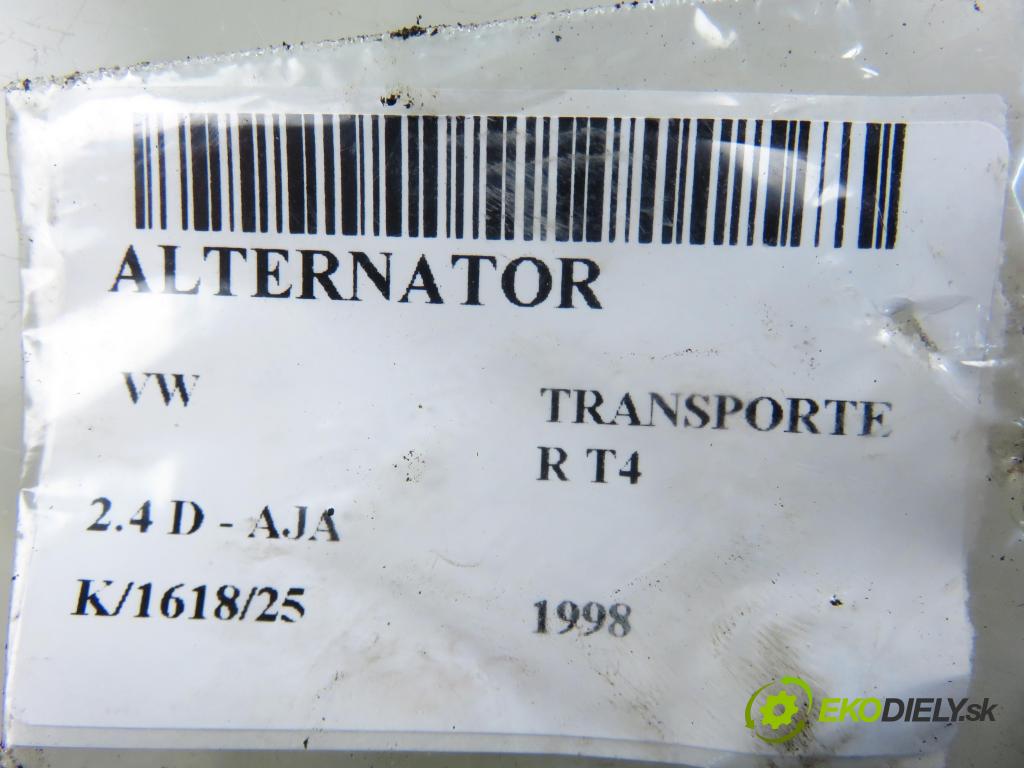 ALTERNATOR
VW
TRANSPORTE
R T4
2.4 D - AJA
K/1618/25
1998
EKODIELY.sk